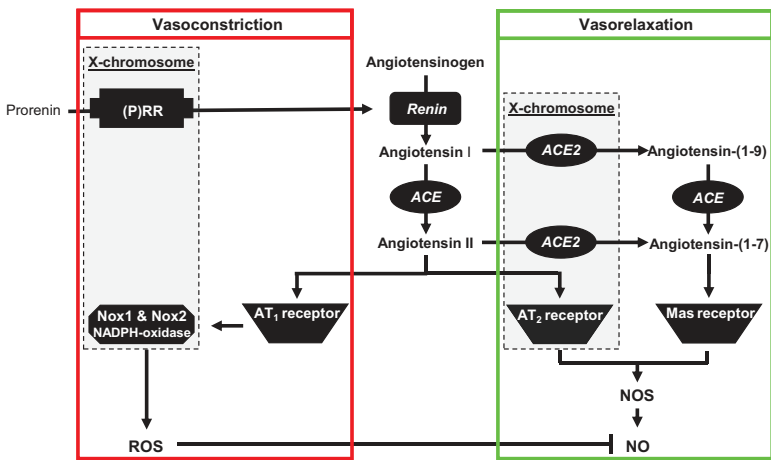 Vasoconstriction
Vasorelaxation
X-chromosome
Angiotensinogen
Prorenin
(P)RR
Renin
X-chromosome
Angiotensin I
ACE2
Angiotensin-(1-9)
ACE
ACE
Angiotensin II
ACE2
Angiotensin-(1-7)
Nox1 & Nox2
NADPH-oxidase
AT₁ receptor
AT₂ receptor
Mas receptor
NOS
ROS
NO